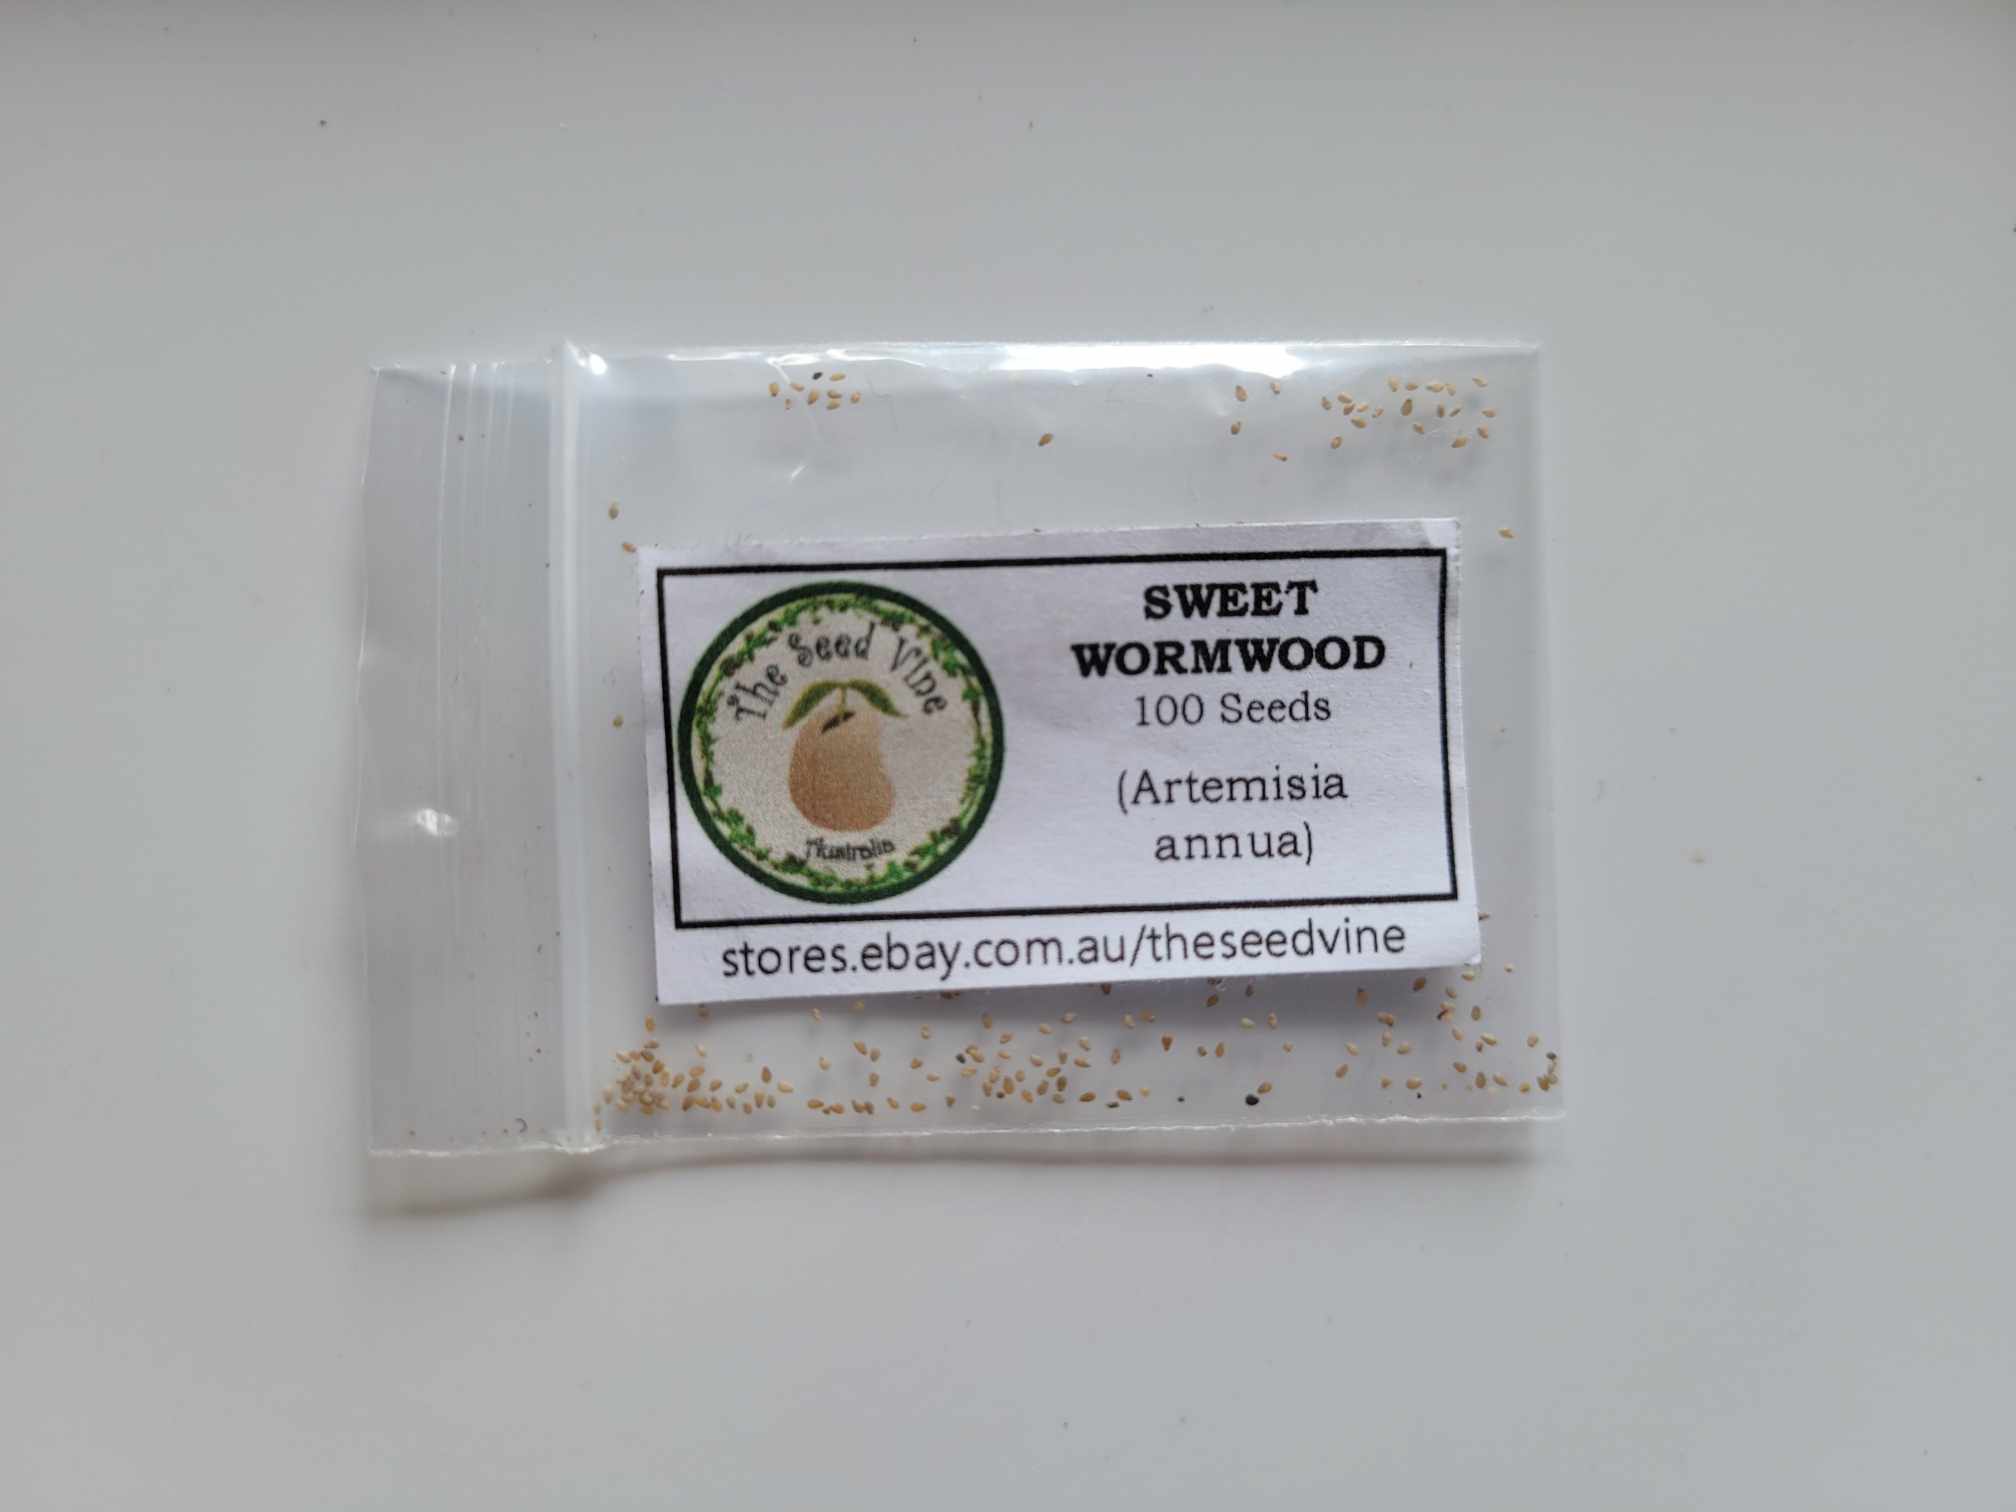 The Seed Vine
Australia
SWEET
WORMWOOD
100 Seeds
(Artemisia
annua)
stores.ebay.com.au/theseedvine